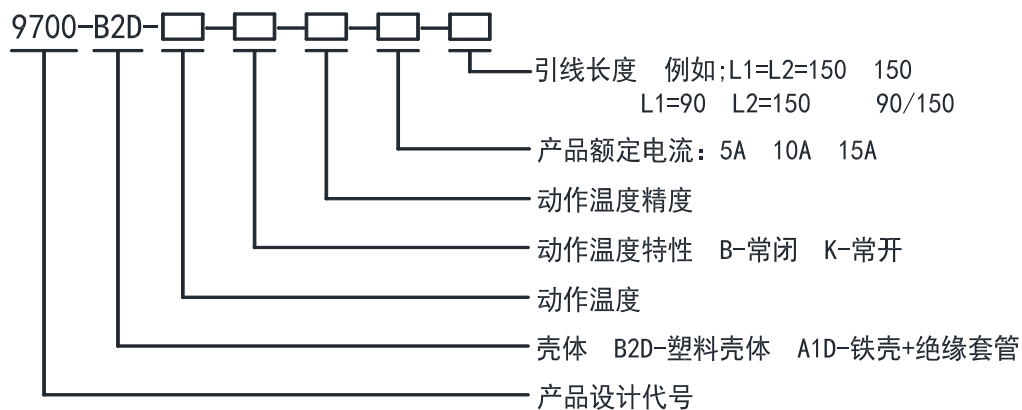 9700-B2D-□-□-□-□-□
引线长度 例如;L1=L2=150 150
L1=90 L2=150 90/150
产品额定电流: 5A 10A 15A
动作温度精度
动作温度特性 B-常闭 K-常开
动作温度
壳体 B2D-塑料壳体 A1D-铁壳+绝缘套管
产品设计代号